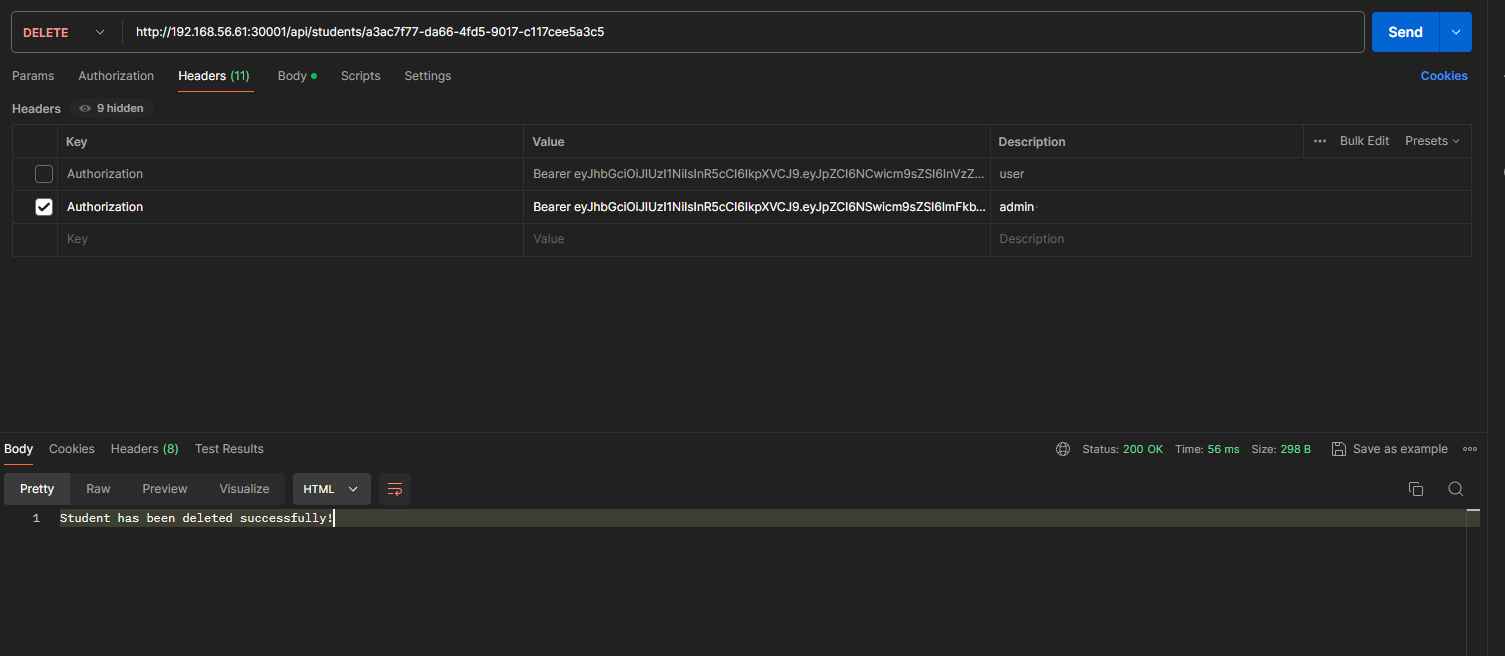 DELETE http://192.168.56.61:30001/api/students/a3ac7f77-da66-4fd5-9017-c117cee5a3c5 Send
Params Authorization Headers (11) Body Scripts Settings Cookies
Headers 9 hidden
Key Value Description Bulk Edit Presets
Authorization Bearer eyJhbGciOiJIUzI1NiIsInR5cCI6IkpXVCJ9.eyJpZCI6NCwicm9sZSI6InVzZ... user
Authorization Bearer eyJhbGciOiJIUzI1NiIsInR5cCI6IkpXVCJ9.eyJpZCI6NSwicm9sZSI6ImFkb... admin
Key Value Description
Body Cookies Headers (8) Test Results Status: 200 OK Time: 56 ms Size: 298 B Save as example
Pretty Raw Preview Visualize HTML
1 Student has been deleted successfully!